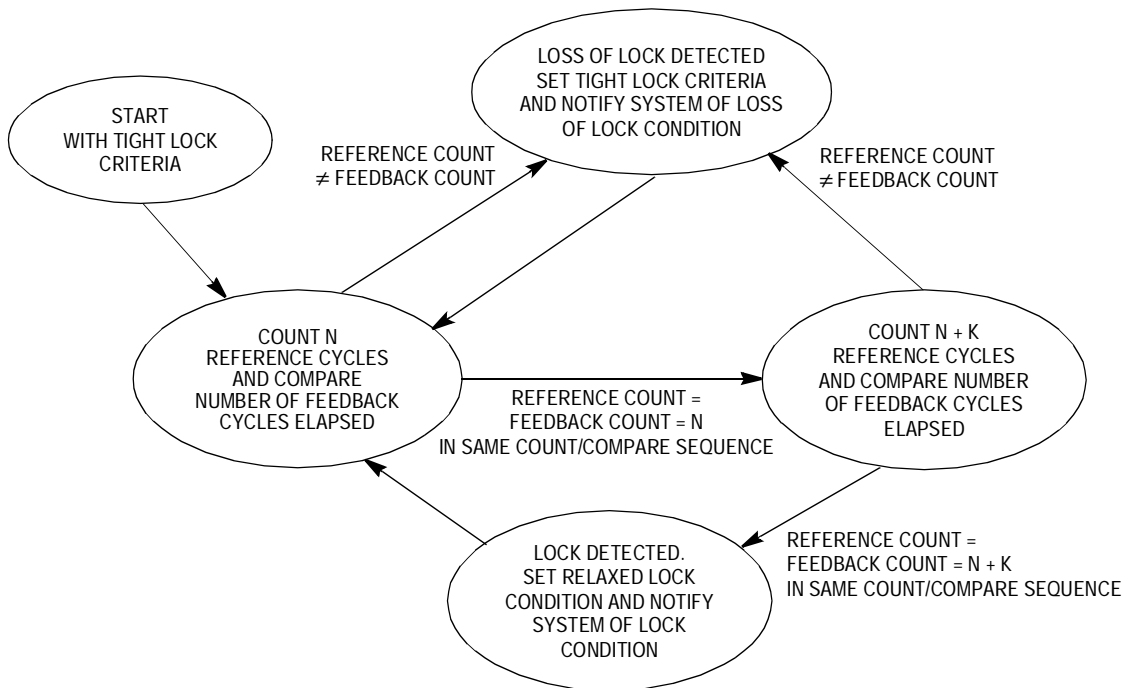 START
WITH TIGHT LOCK
CRITERIA
LOSS OF LOCK DETECTED
SET TIGHT LOCK CRITERIA
AND NOTIFY SYSTEM OF LOSS
OF LOCK CONDITION
REFERENCE COUNT
≠ FEEDBACK COUNT
REFERENCE COUNT
≠ FEEDBACK COUNT
COUNT N
REFERENCE CYCLES
AND COMPARE
NUMBER OF FEEDBACK
CYCLES ELAPSED
REFERENCE COUNT =
FEEDBACK COUNT = N
IN SAME COUNT/COMPARE SEQUENCE
COUNT N + K
REFERENCE CYCLES
AND COMPARE NUMBER
OF FEEDBACK CYCLES
ELAPSED
LOCK DETECTED.
SET RELAXED LOCK
CONDITION AND NOTIFY
SYSTEM OF LOCK
CONDITION
REFERENCE COUNT =
FEEDBACK COUNT = N + K
IN SAME COUNT/COMPARE SEQUENCE